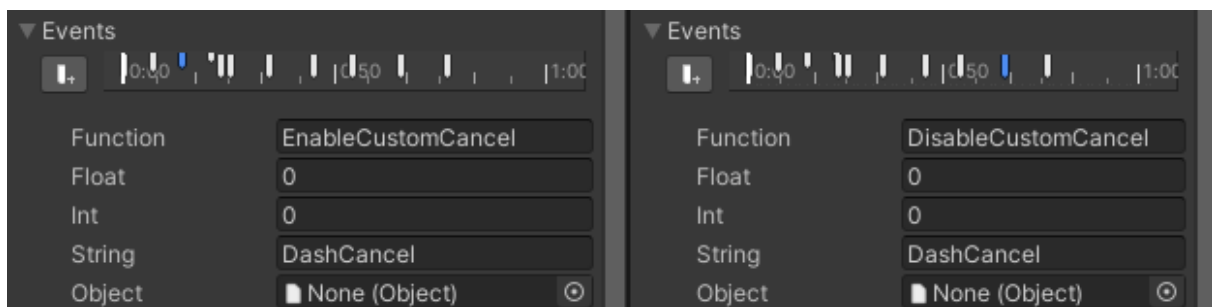 Events
0:00
0:50
1:00
Function EnableCustomCancel
Float 0
Int 0
String DashCancel
Object None (Object)
Events
0:00
0:50
1:00
Function DisableCustomCancel
Float 0
Int 0
String DashCancel
Object None (Object)